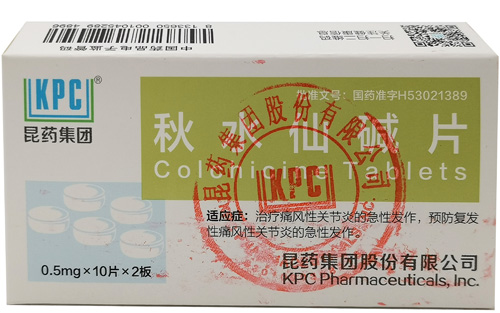 中国药品电子监管码
KPC®
昆药集团
批准文号：国药准字H53021389
秋水仙碱片
Colchicine Tablets
昆药集团股份有限公司
KPC
适应症：治疗痛风性关节炎的急性发作，预防复发
性痛风性关节炎的急性发作。
0.5mg×10片×2板
昆药集团股份有限公司
KPC Pharmaceuticals, Inc.